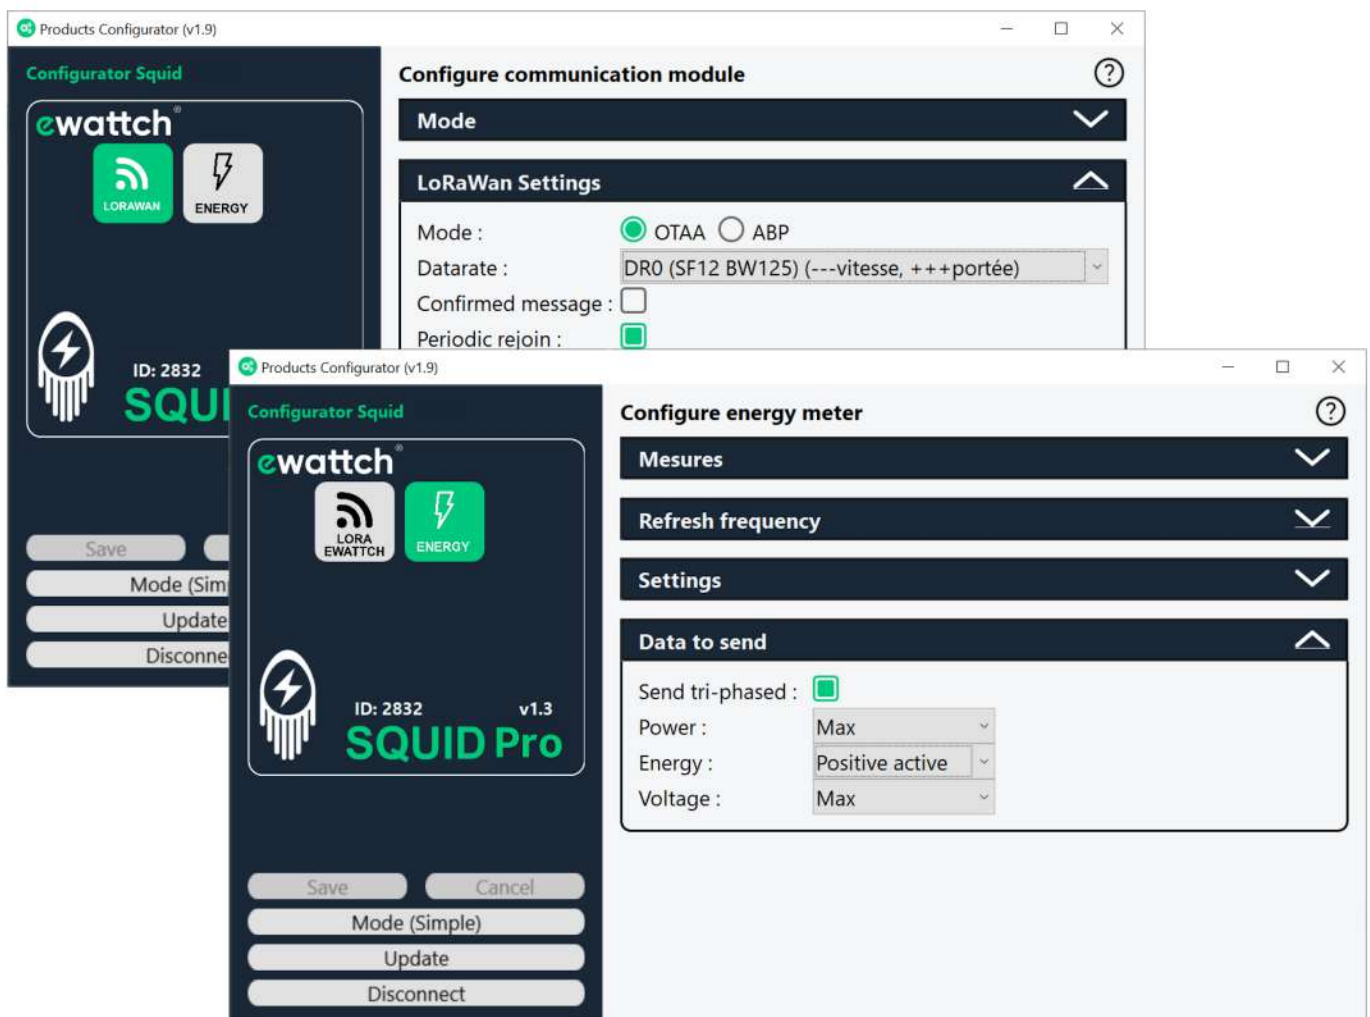 Products Configurator (v1.9)
Configurator Squid
ewattch®
LORAWAN
ENERGY
ID: 2832
SQUI
Save
Mode (Sim
Update
Disconne
Configure communication module
?
Mode
LoRaWan Settings
Mode : OTAA ABP
Datarate : DR0 (SF12 BW125) (---vitesse, +++portée)
Confirmed message :
Periodic rejoin :
Products Configurator (v1.9)
Configurator Squid
ewattch®
LORA
EWATTCH
ENERGY
ID: 2832 v1.3
SQUID Pro
Save Cancel
Mode (Simple)
Update
Disconnect
Configure energy meter
?
Mesures
Refresh frequency
Settings
Data to send
Send tri-phased :
Power : Max
Energy : Positive active
Voltage : Max